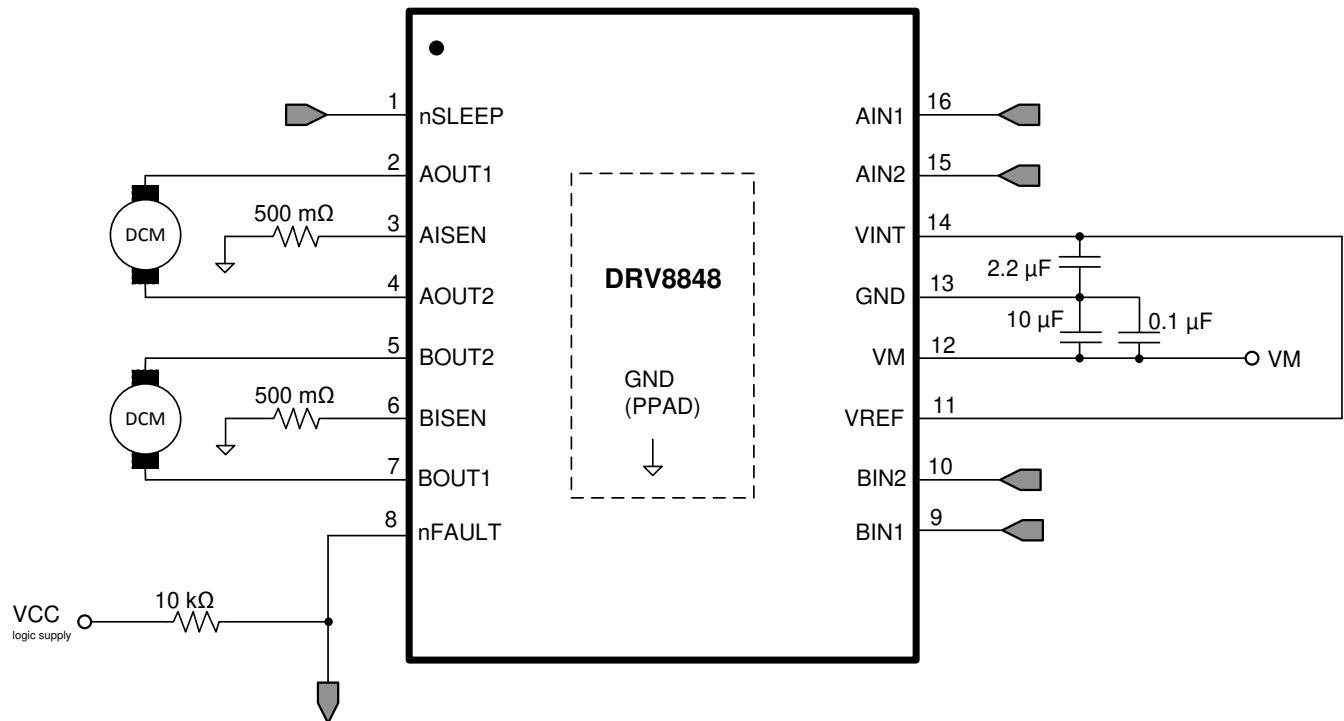 1
nSLEEP
AIN1
16
2
AOUT1
AIN2
15
DCM
500 mΩ
3
AISEN
VINT
14
2.2 µF
4
AOUT2
DRV8848
GND
13
10 µF
0.1 µF
5
BOUT2
VM
12
VM
DCM
500 mΩ
6
BISEN
GND
(PPAD)
VREF
11
7
BOUT1
BIN2
10
8
nFAULT
BIN1
9
VCC
logic supply
10 kΩ